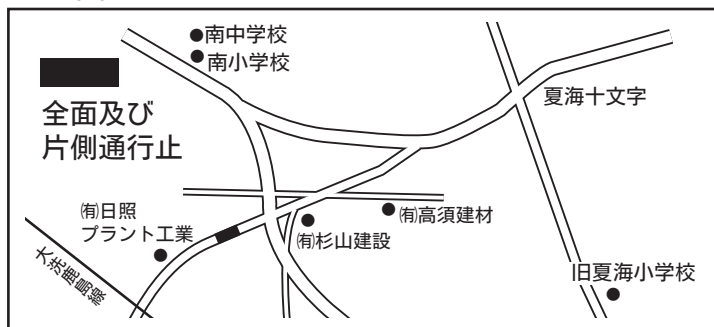 南中学校
南小学校
全面及び
片側通行止
夏海十文字
㈲日照
プラント工業
㈲高須建材
㈲杉山建設
大洗鹿島線
旧夏海小学校